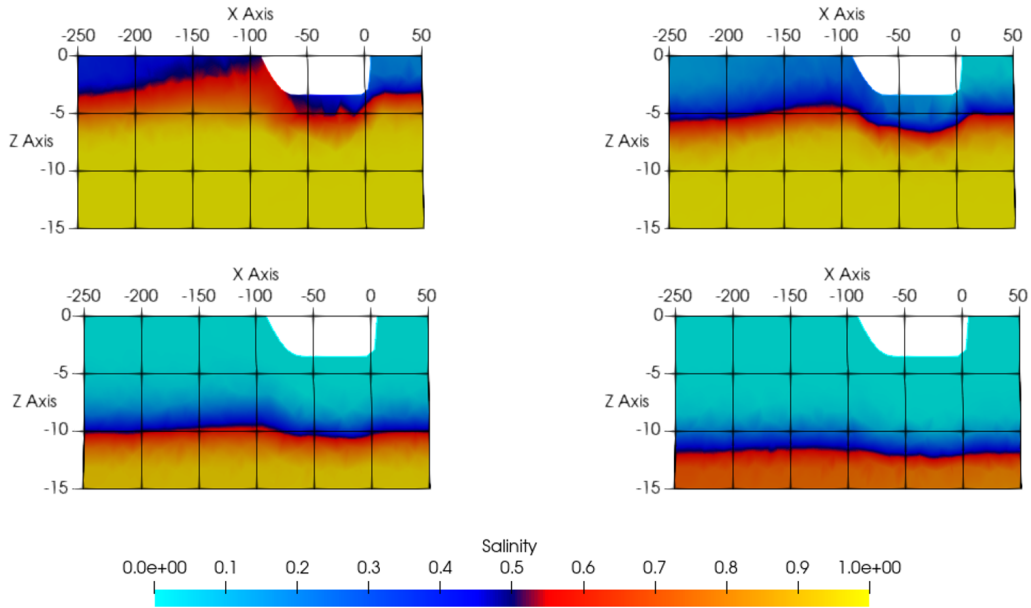 X Axis X Axis
-250 -200 -150 -100 -50 0 50 -150 -200 -150 -100 -50 0 50
0 0
-5 -5
Z Axis Z Axis
-10 -10
-15 -15
X Axis X Axis
-250 -200 -150 -100 -50 0 50 -250 -200 -150 -100 -50 0 50
0 0
-5 -5
Z Axis Z Axis
-10 -10
-15 -15
Salinity
0.0e+00 0.1 0.2 0.3 0.4 0.5 0.6 0.7 0.8 0.9 1.0e+00